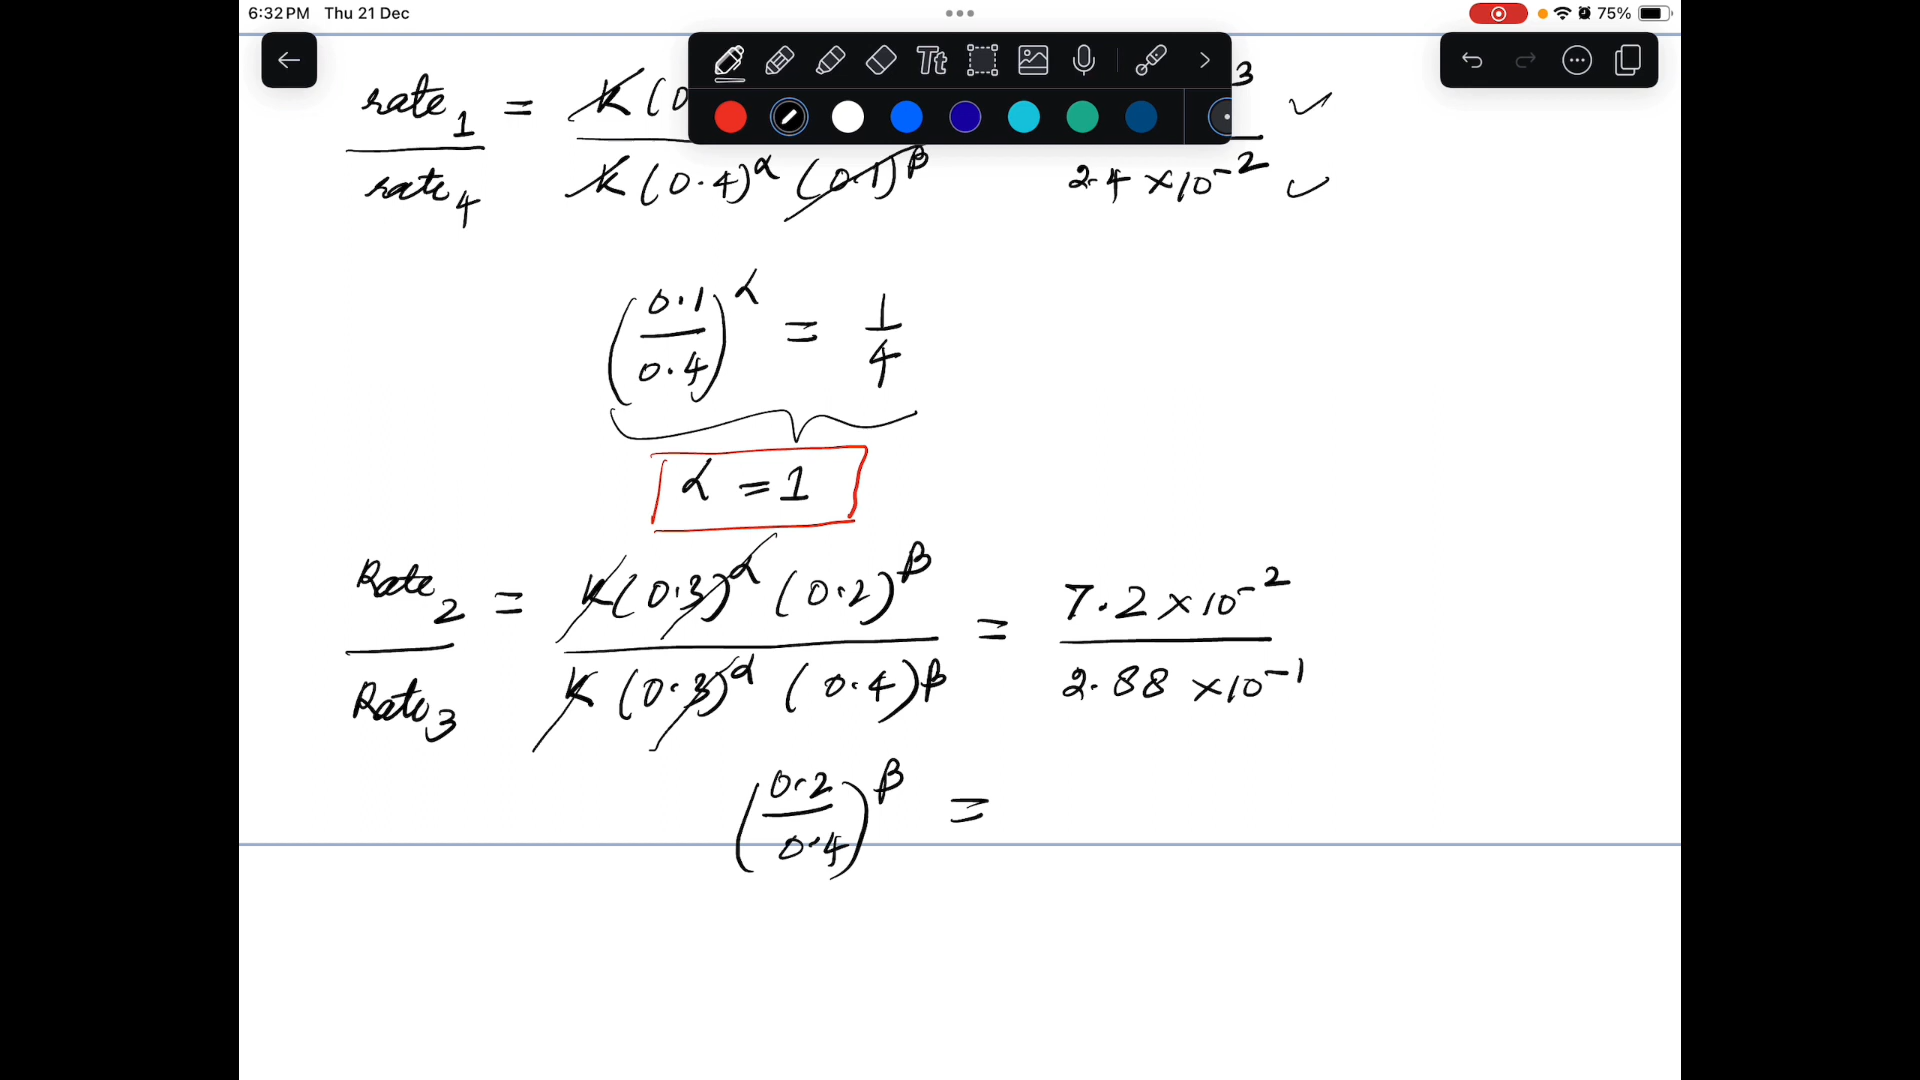 6:32 PM Thu 21 Dec 75%
Tt
rate₁ = K(0 3
rate₄ K(0.4)^α (0.1)^β 2.4 ×10⁻²
(0.1/0.4)^α = 1/4
α = 1
Rate₂ = K(0.3)^α (0.2)^β = 7.2 ×10⁻²
Rate₃ K(0.3)^α (0.4)^β 2.88 ×10⁻¹
(0.2/0.4)^β =